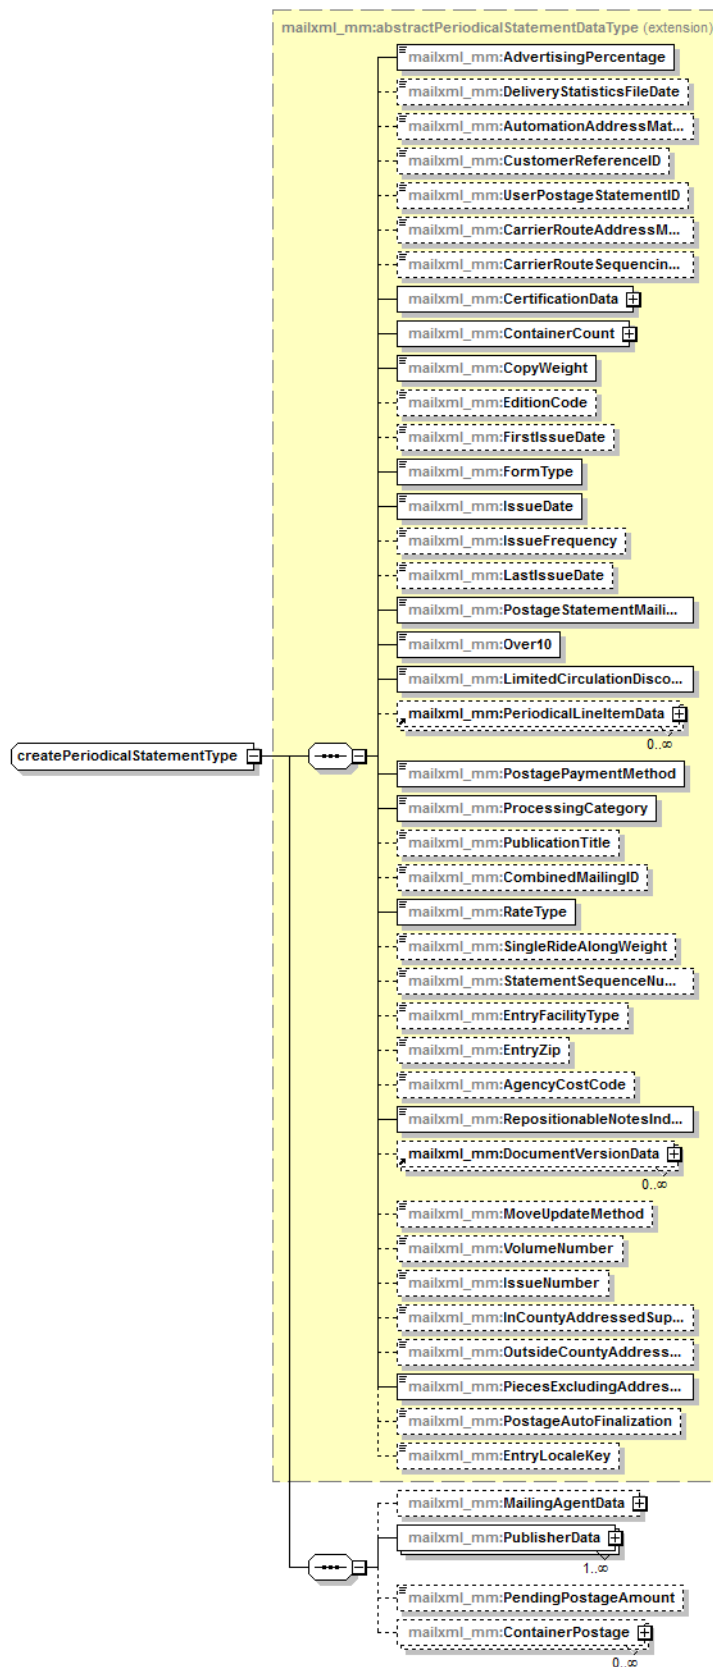 mailxml_mm:abstractPeriodicalStatementDataType (extension)
mailxml_mm:AdvertisingPercentage
mailxml_mm:DeliveryStatisticsFileDate
mailxml_mm:AutomationAddressMat...
mailxml_mm:CustomerReferenceID
mailxml_mm:UserPostageStatementID
mailxml_mm:CarrierRouteAddressM...
mailxml_mm:CarrierRouteSequencin...
mailxml_mm:CertificationData
mailxml_mm:ContainerCount
mailxml_mm:CopyWeight
mailxml_mm:EditionCode
mailxml_mm:FirstIssueDate
mailxml_mm:FormType
mailxml_mm:IssueDate
mailxml_mm:IssueFrequency
mailxml_mm:LastIssueDate
mailxml_mm:PostageStatementMaili...
mailxml_mm:Over10
mailxml_mm:LimitedCirculationDisco...
mailxml_mm:PeriodicalLineItemData
0..∞
createPeriodicalStatementType
mailxml_mm:PostagePaymentMethod
mailxml_mm:ProcessingCategory
mailxml_mm:PublicationTitle
mailxml_mm:CombinedMailingID
mailxml_mm:RateType
mailxml_mm:SingleRideAlongWeight
mailxml_mm:StatementSequenceNu...
mailxml_mm:EntryFacilityType
mailxml_mm:EntryZip
mailxml_mm:AgencyCostCode
mailxml_mm:RepositionableNotesInd...
mailxml_mm:DocumentVersionData
0..∞
mailxml_mm:MoveUpdateMethod
mailxml_mm:VolumeNumber
mailxml_mm:IssueNumber
mailxml_mm:InCountyAddressedSup...
mailxml_mm:OutsideCountyAddress...
mailxml_mm:PiecesExcludingAddres...
mailxml_mm:PostageAutoFinalization
mailxml_mm:EntryLocaleKey
mailxml_mm:MailingAgentData
mailxml_mm:PublisherData
1..∞
mailxml_mm:PendingPostageAmount
mailxml_mm:ContainerPostage
0..∞